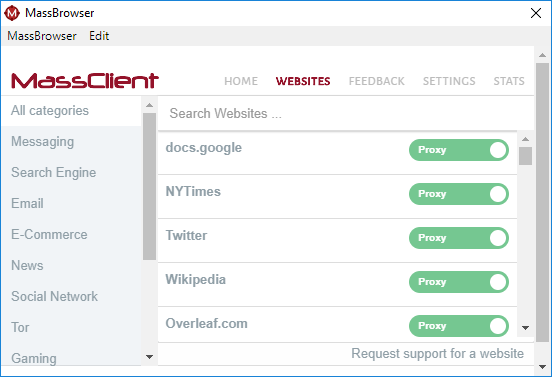 MassBrowser
MassBrowser Edit
MassClient
HOME WEBSITES FEEDBACK SETTINGS STATS
All categories
Messaging
Search Engine
Email
E-Commerce
News
Social Network
Tor
Gaming
Search Websites ...
docs.google Proxy
NYTimes Proxy
Twitter Proxy
Wikipedia Proxy
Overleaf.com Proxy
Request support for a website